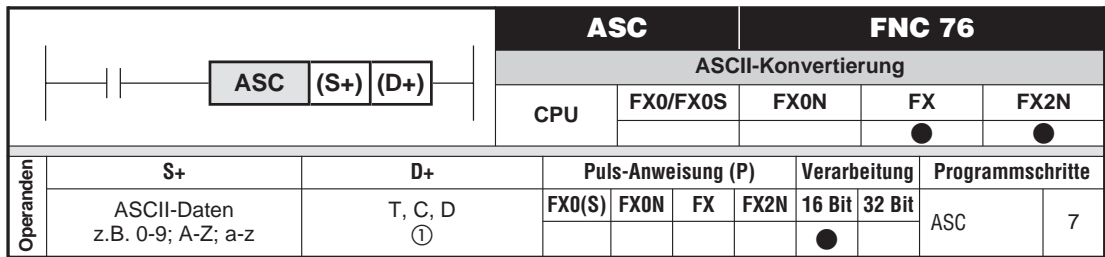 ASC (S+) (D+)
ASC FNC 76
ASCII-Konvertierung
CPU FX0/FX0S FX0N FX FX2N
● ●
Operanden S+ D+ Puls-Anweisung (P) Verarbeitung Programmschritte
ASCII-Daten T, C, D FX0(S) FX0N FX FX2N 16 Bit 32 Bit ASC 7
z.B. 0-9; A-Z; a-z ① ●